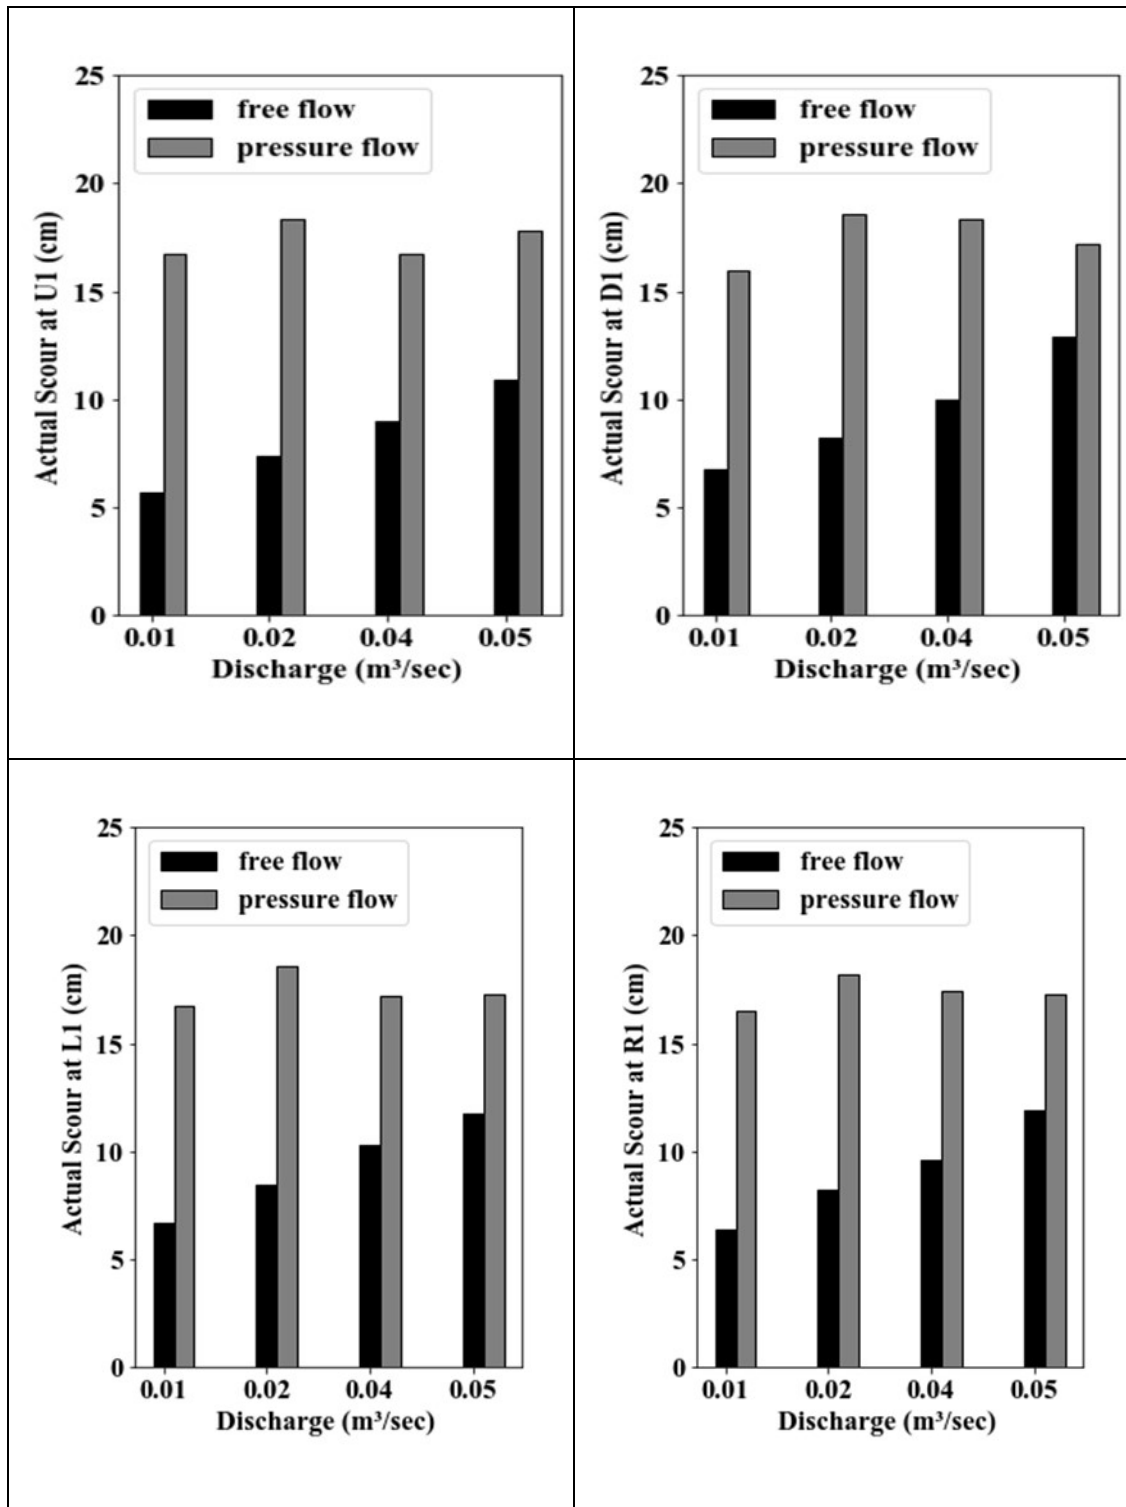 25
20
15
10
5
0
Actual Scour at U1 (cm)
free flow
pressure flow
0.01 0.02 0.04 0.05
Discharge (m³/sec)
25
20
15
10
5
0
Actual Scour at D1 (cm)
free flow
pressure flow
0.01 0.02 0.04 0.05
Discharge (m³/sec)
25
20
15
10
5
0
Actual Scour at L1 (cm)
free flow
pressure flow
0.01 0.02 0.04 0.05
Discharge (m³/sec)
25
20
15
10
5
0
Actual Scour at R1 (cm)
free flow
pressure flow
0.01 0.02 0.04 0.05
Discharge (m³/sec)